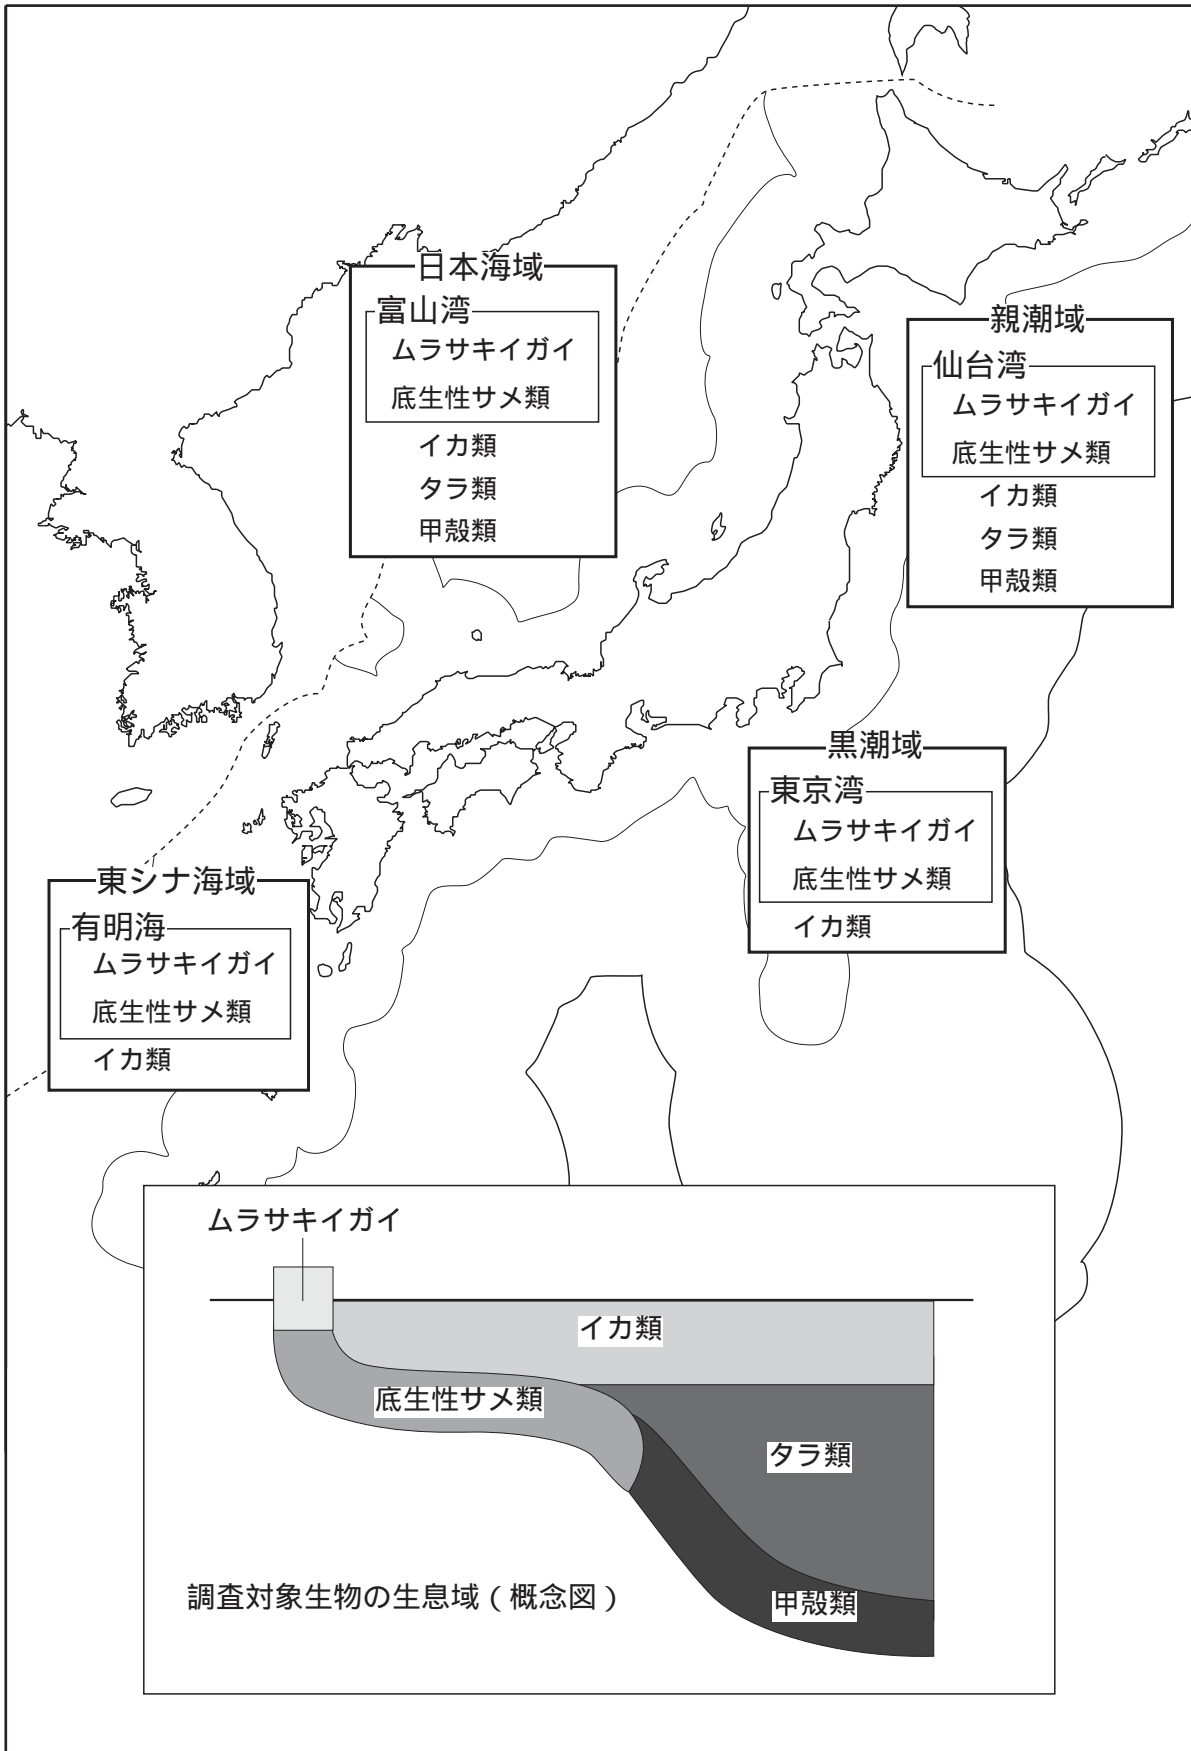 日本海域
富山湾
ムラサキイガイ
底生性サメ類
イカ類
タラ類
甲殻類
親潮域
仙台湾
ムラサキイガイ
底生性サメ類
イカ類
タラ類
甲殻類
黒潮域
東京湾
ムラサキイガイ
底生性サメ類
イカ類
東シナ海域
有明海
ムラサキイガイ
底生性サメ類
イカ類
ムラサキイガイ
イカ類
底生性サメ類
タラ類
甲殻類
調査対象生物の生息域（概念図）